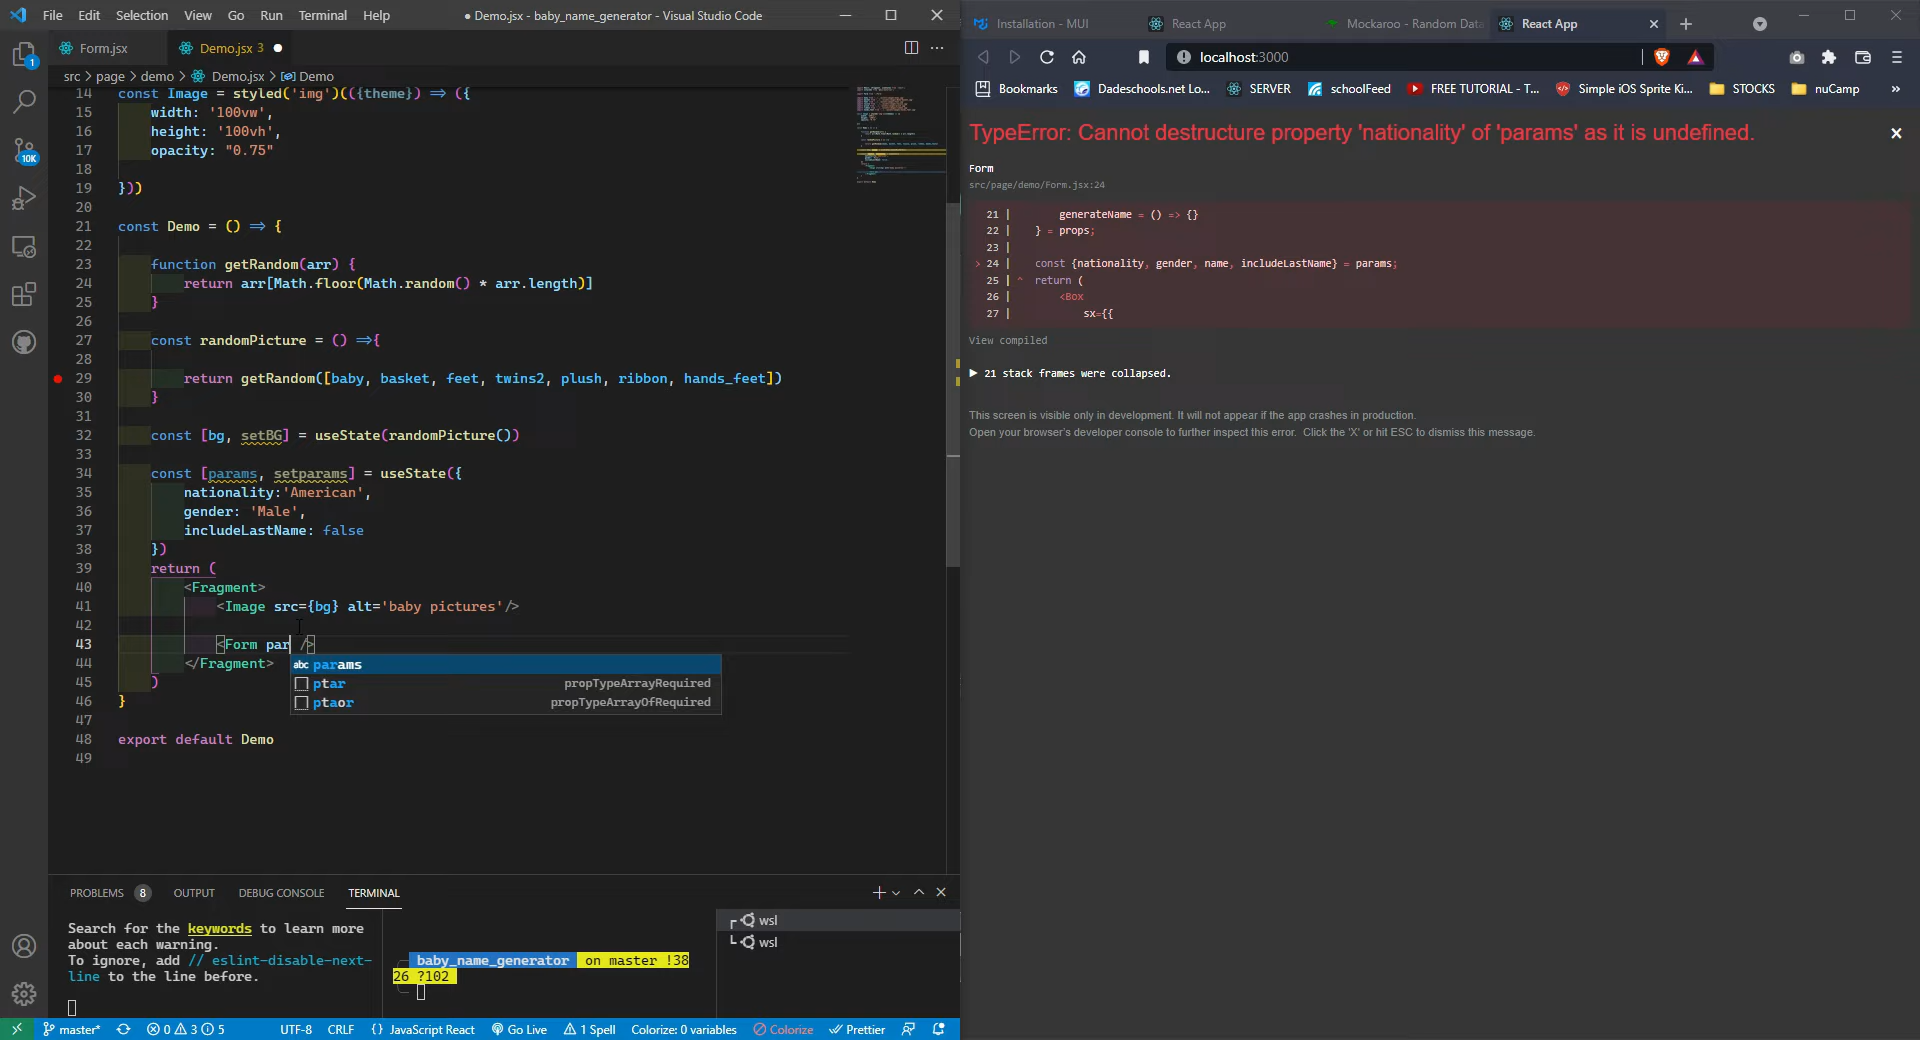 File Edit Selection View Go Run Terminal Help
● Demo.jsx - baby_name_generator - Visual Studio Code
Form.jsx
Demo.jsx 3 ●
src > page > demo > Demo.jsx > Demo
14 const Image = styled('img')(({theme}) ⇒ ({
15 width: '100vw',
16 height: '100vh',
17 opacity: "0.75"
18
19 }))
20
21 const Demo = () ⇒ {
22
23 function getRandom(arr) {
24 return arr[Math.floor(Math.random() * arr.length)]
25 }
26
27 const randomPicture = () ⇒{
28
29 return getRandom([baby, basket, feet, twins2, plush, ribbon, hands_feet])
30 }
31
32 const [bg, setBG] = useState(randomPicture())
33
34 const [params, setparams] = useState({
35 nationality:'American',
36 gender: 'Male',
37 includeLastName: false
38 })
39 return (
40 <Fragment>
41 <Image src={bg} alt='baby pictures'/>
42
43 <Form par />
44 </Fragment>
45 )
46 }
47
48 export default Demo
49
abc params
ptar propTypeArrayRequired
ptaor propTypeArrayOfRequired
PROBLEMS 8 OUTPUT DEBUG CONSOLE TERMINAL
Search for the keywords to learn more
about each warning.
To ignore, add // eslint-disable-next-
line to the line before.
baby_name_generator on master !38
26 ?102
wsl
wsl
1
10K
master* 0 3 5 UTF-8 CRLF {} JavaScript React Go Live 1 Spell Colorize: 0 variables Colorize Prettier
Installation - MUI
React App
Mockaroo - Random Data
React App
localhost:3000
Bookmarks Dadeschools.net Lo... SERVER schoolFeed FREE TUTORIAL - T... Simple iOS Sprite Ki... STOCKS nuCamp »
TypeError: Cannot destructure property 'nationality' of 'params' as it is undefined.
Form
src/page/demo/Form.jsx:24
21 | generateName = () => {}
22 | } = props;
23 |
> 24 | const {nationality, gender, name, includeLastName} = params;
25 | ^ return (
26 | <Box
27 | sx={{
View compiled
▶ 21 stack frames were collapsed.
This screen is visible only in development. It will not appear if the app crashes in production.
Open your browser's developer console to further inspect this error. Click the 'X' or hit ESC to dismiss this message.